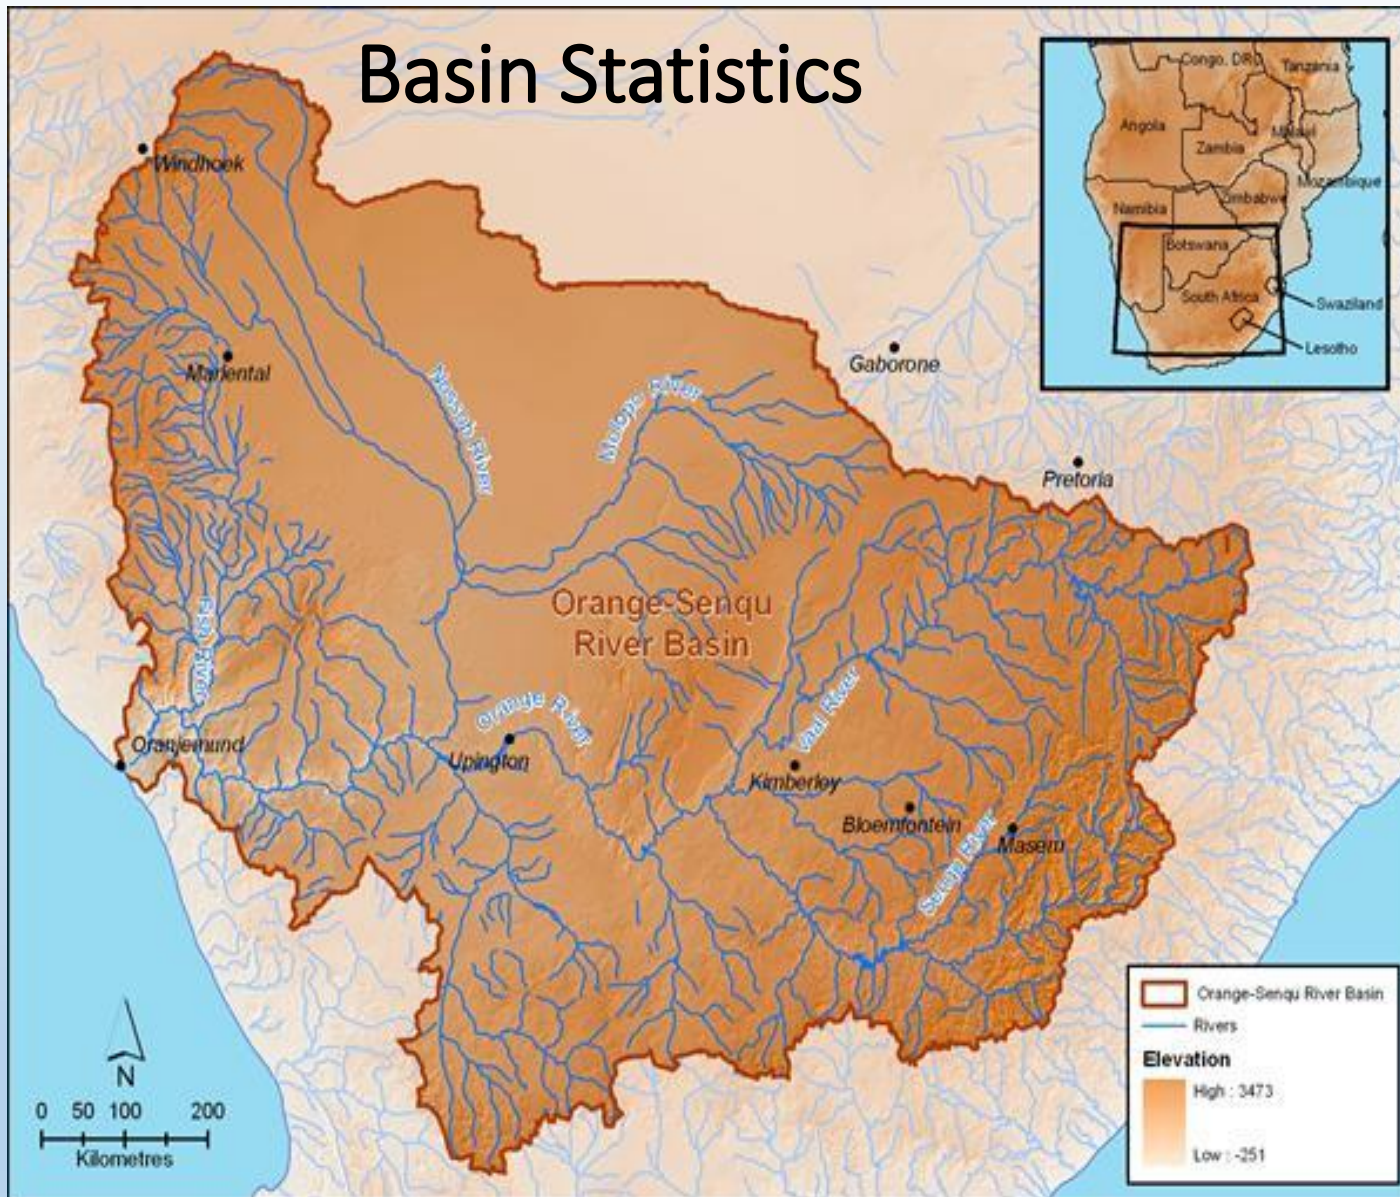 Basin Statistics
Congo, DRC
Tanzania
Angola
Malawi
Zambia
Mozambique
Zimbabwe
Namibia
Botswana
South Africa
Swaziland
Lesotho
Windhoek
Mariental
Gaborone
Pretoria
Nossob River
Molopo River
Orange-Senqu
River Basin
Fish River
Vaal River
Orange River
Oranjemund
Upington
Kimberley
Bloemfontein
Maseru
Senqu River
N
0 50 100 200
Kilometres
Orange-Senqu River Basin
Rivers
Elevation
High : 3473
Low : -251